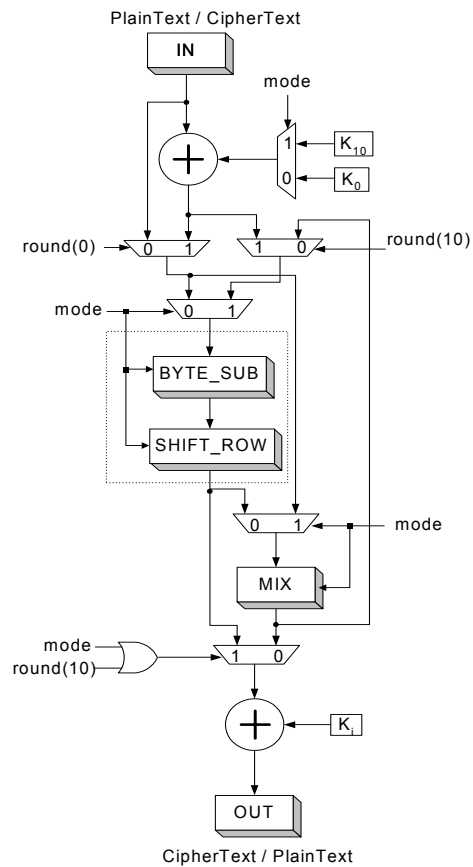 PlainText / CipherText
IN
mode
1
K10
0
K0
round(0)
0 1
1 0
round(10)
mode
0 1
BYTE_SUB
SHIFT_ROW
0 1
mode
MIX
mode
round(10)
1 0
Ki
OUT
CipherText / PlainText